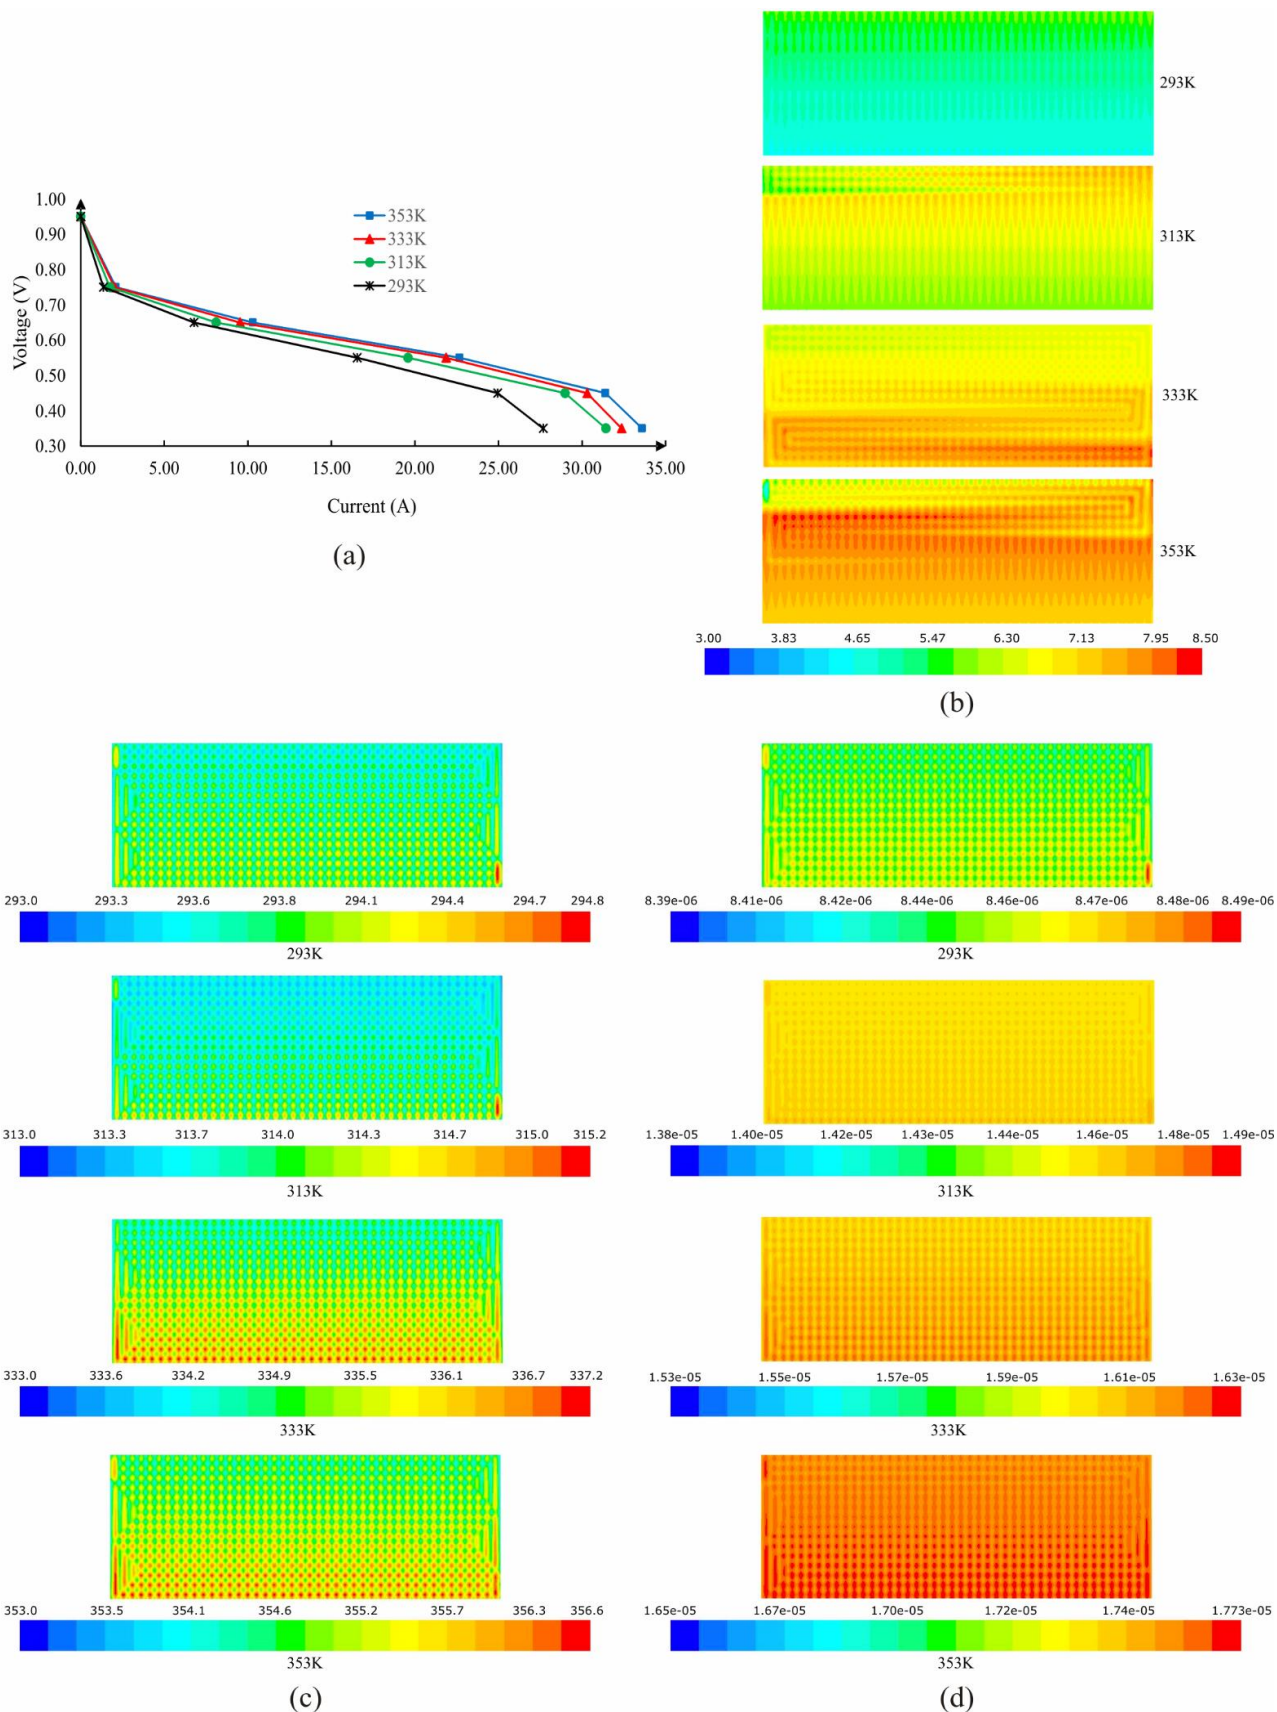 1.00
0.90
0.80
0.70
0.60
0.50
0.40
0.30
Voltage (V)
0.00 5.00 10.00 15.00 20.00 25.00 30.00 35.00
Current (A)
353K
333K
313K
293K
(a)
293K
313K
333K
353K
3.00 3.83 4.65 5.47 6.30 7.13 7.95 8.50
(b)
293.0 293.3 293.6 293.8 294.1 294.4 294.7 294.8
293K
313.0 313.3 313.7 314.0 314.3 314.7 315.0 315.2
313K
333.0 333.6 334.2 334.9 335.5 336.1 336.7 337.2
333K
353.0 353.5 354.1 354.6 355.2 355.7 356.3 356.6
353K
(c)
8.39e-06 8.41e-06 8.42e-06 8.44e-06 8.46e-06 8.47e-06 8.48e-06 8.49e-06
293K
1.38e-05 1.40e-05 1.42e-05 1.43e-05 1.44e-05 1.46e-05 1.48e-05 1.49e-05
313K
1.53e-05 1.55e-05 1.57e-05 1.59e-05 1.61e-05 1.63e-05
333K
1.65e-05 1.67e-05 1.70e-05 1.72e-05 1.74e-05 1.773e-05
353K
(d)